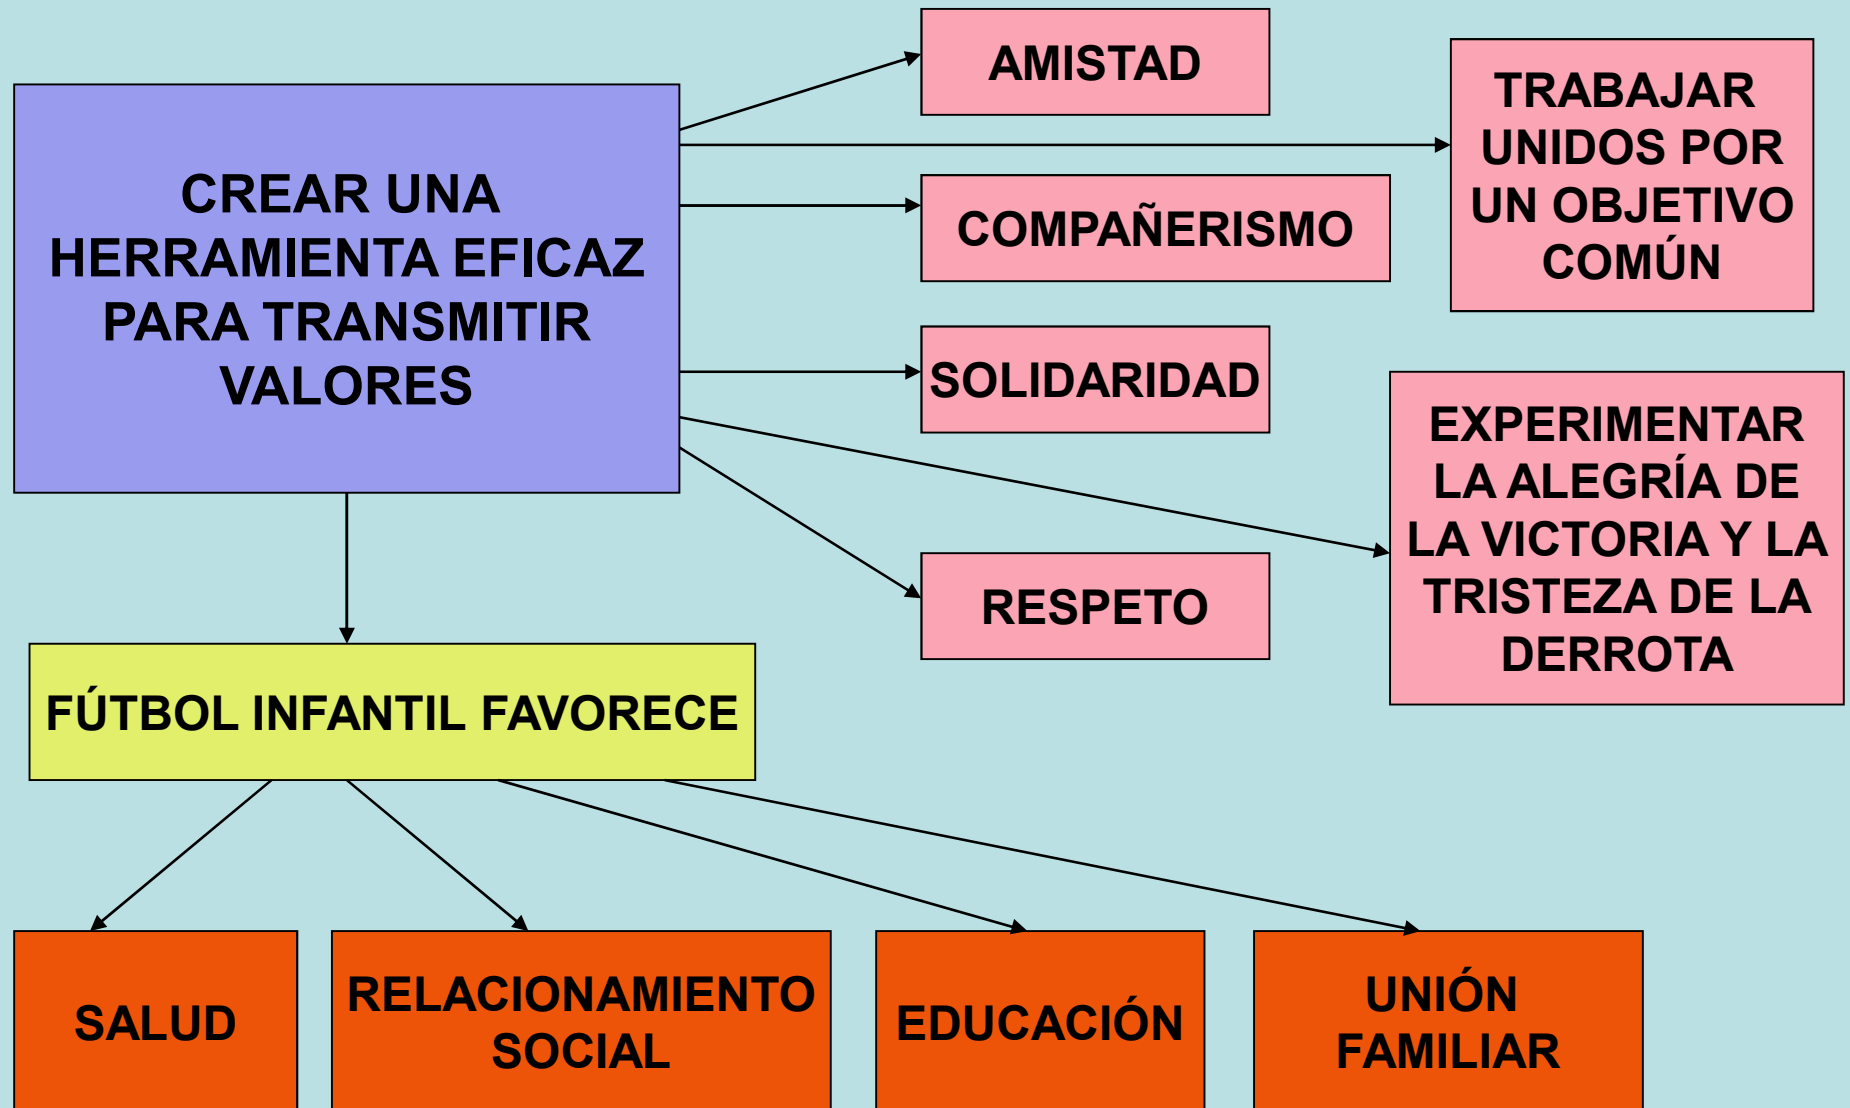 CREAR UNA
HERRAMIENTA EFICAZ
PARA TRANSMITIR
VALORES
AMISTAD
TRABAJAR
UNIDOS POR
UN OBJETIVO
COMÚN
COMPAÑERISMO
SOLIDARIDAD
EXPERIMENTAR
LA ALEGRÍA DE
LA VICTORIA Y LA
TRISTEZA DE LA
DERROTA
RESPETO
FÚTBOL INFANTIL FAVORECE
SALUD
RELACIONAMIENTO
SOCIAL
EDUCACIÓN
UNIÓN
FAMILIAR